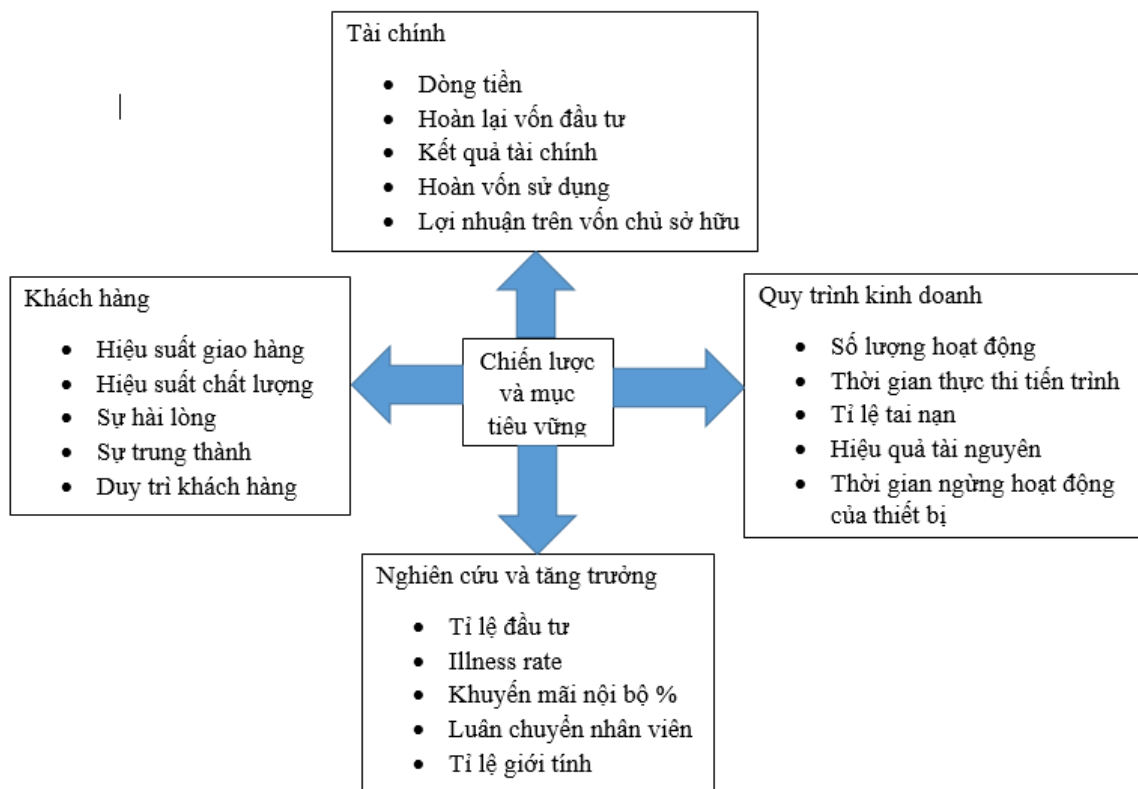 Tài chính
Dòng tiền
Hoàn lại vốn đầu tư
Kết quả tài chính
Hoàn vốn sử dụng
Lợi nhuận trên vốn chủ sở hữu
Khách hàng
Hiệu suất giao hàng
Hiệu suất chất lượng
Sự hài lòng
Sự trung thành
Duy trì khách hàng
Chiến lược
và mục
tiêu vững
Quy trình kinh doanh
Số lượng hoạt động
Thời gian thực thi tiến trình
Tỉ lệ tai nạn
Hiệu quả tài nguyên
Thời gian ngừng hoạt động
của thiết bị
Nghiên cứu và tăng trưởng
Tỉ lệ đầu tư
Illness rate
Khuyến mãi nội bộ %
Luân chuyển nhân viên
Tỉ lệ giới tính